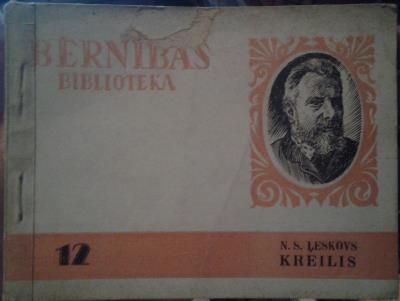 BĒRNĪBAS
BIBLIOTEKA
12
N. S. ĻESKOVS
KREILIS